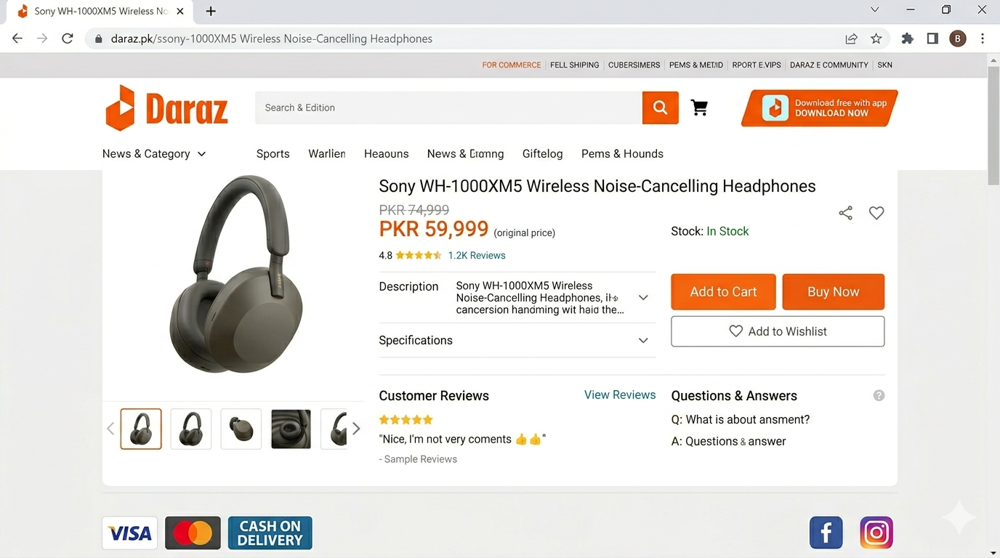 Sony WH-1000XM5 Wireless No
daraz.pk/ssony-1000XM5 Wireless Noise-Cancelling Headphones
B
FOR COMMERCE FELL SHIPING CUBERSIMERS PEMS & RPORT E.VIPS DARAZ E COMMUNITY SKN
Daraz
Search & Edition
Download free with app
DOWNLOAD NOW
News & Category Sports Warlien Heaouns News & Giftelog Pems & Hounds
Sony WH-1000XM5 Wireless Noise-Cancelling Headphones
PKR 74,999
PKR 59,999 (original price)
Stock: In Stock
4.8 1.2K Reviews
Description
Sony WH-1000XM5 Wireless
Noise-Cancelling Headphones,
cancersion handming wit haid the...
Specifications
Add to Cart
Buy Now
Add to Wishlist
Customer Reviews
View Reviews
"Nice, I'm not very coments 👍👍"
- Sample Reviews
Questions & Answers
?
Q: What is about ansment?
A: Questions & answer
VISA
CASH ON
DELIVERY
f